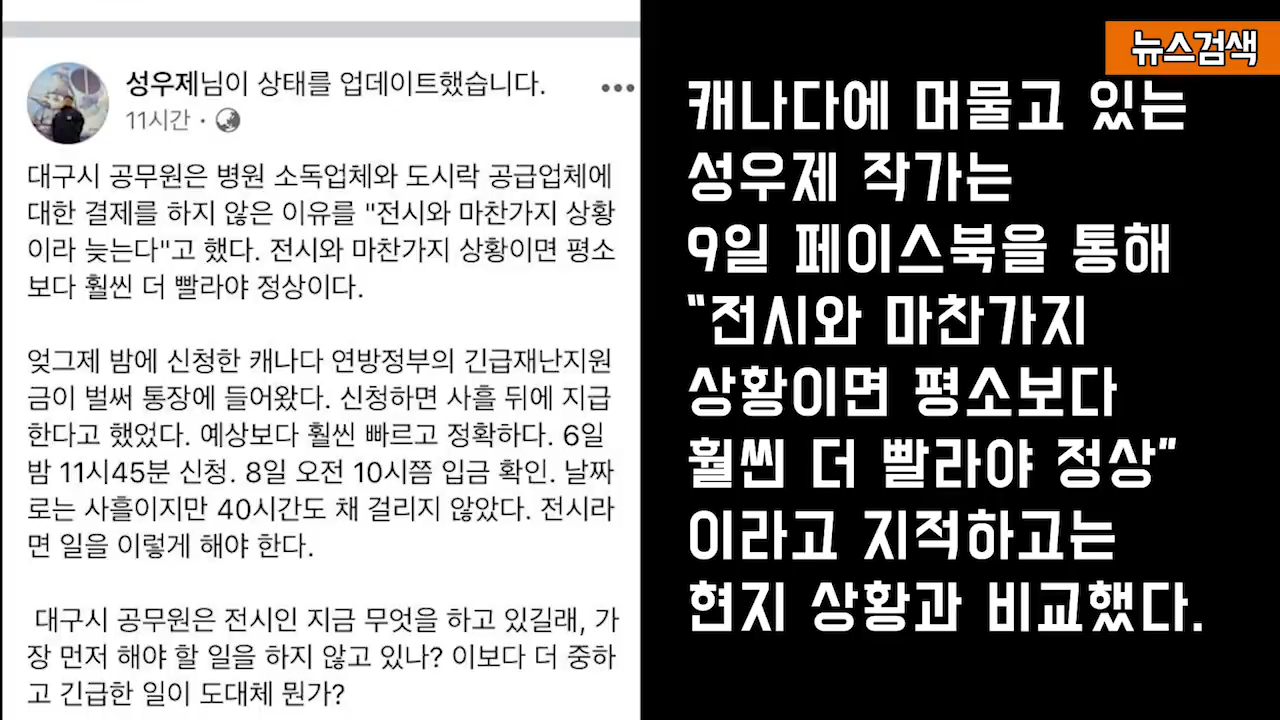 성우제님이 상태를 업데이트했습니다.
11시간 ·
대구시 공무원은 병원 소독업체와 도시락 공급업체에
대한 결제를 하지 않은 이유를 "전시와 마찬가지 상황
이라 늦는다"고 했다. 전시와 마찬가지 상황이면 평소
보다 훨씬 더 빨라야 정상이다.
엊그제 밤에 신청한 캐나다 연방정부의 긴급재난지원
금이 벌써 통장에 들어왔다. 신청하면 사흘 뒤에 지급
한다고 했었다. 예상보다 훨씬 빠르고 정확하다. 6일
밤 11시45분 신청. 8일 오전 10시쯤 입금 확인. 날짜
로는 사흘이지만 40시간도 채 걸리지 않았다. 전시라
면 일을 이렇게 해야 한다.
대구시 공무원은 전시인 지금 무엇을 하고 있길래, 가
장 먼저 해야 할 일을 하지 않고 있나? 이보다 더 중하
고 긴급한 일이 도대체 뭔가?
뉴스검색
캐나다에 머물고 있는
성우제 작가는
9일 페이스북을 통해
“전시와 마찬가지
상황이면 평소보다
훨씬 더 빨라야 정상”
이라고 지적하고는
현지 상황과 비교했다.